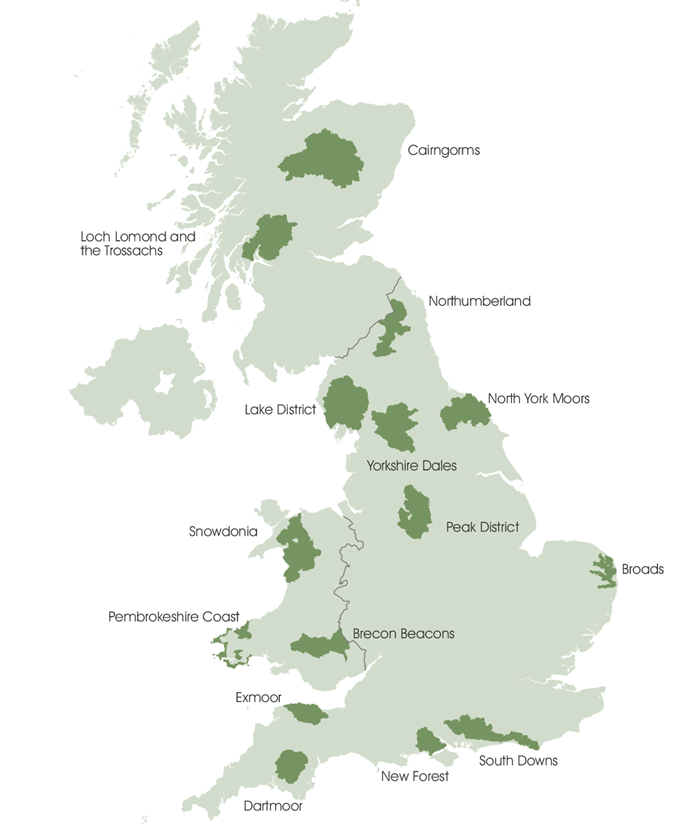 Cairngorms
Loch Lomond and
the Trossachs
Northumberland
North York Moors
Lake District
Yorkshire Dales
Peak District
Snowdonia
Broads
Pembrokeshire Coast
Brecon Beacons
Exmoor
South Downs
New Forest
Dartmoor